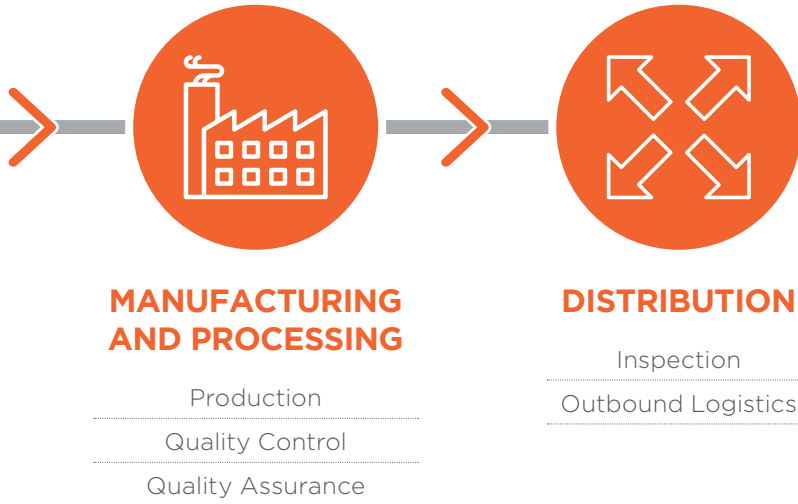 MANUFACTURING
AND PROCESSING
Production
Quality Control
Quality Assurance
DISTRIBUTION
Inspection
Outbound Logistics